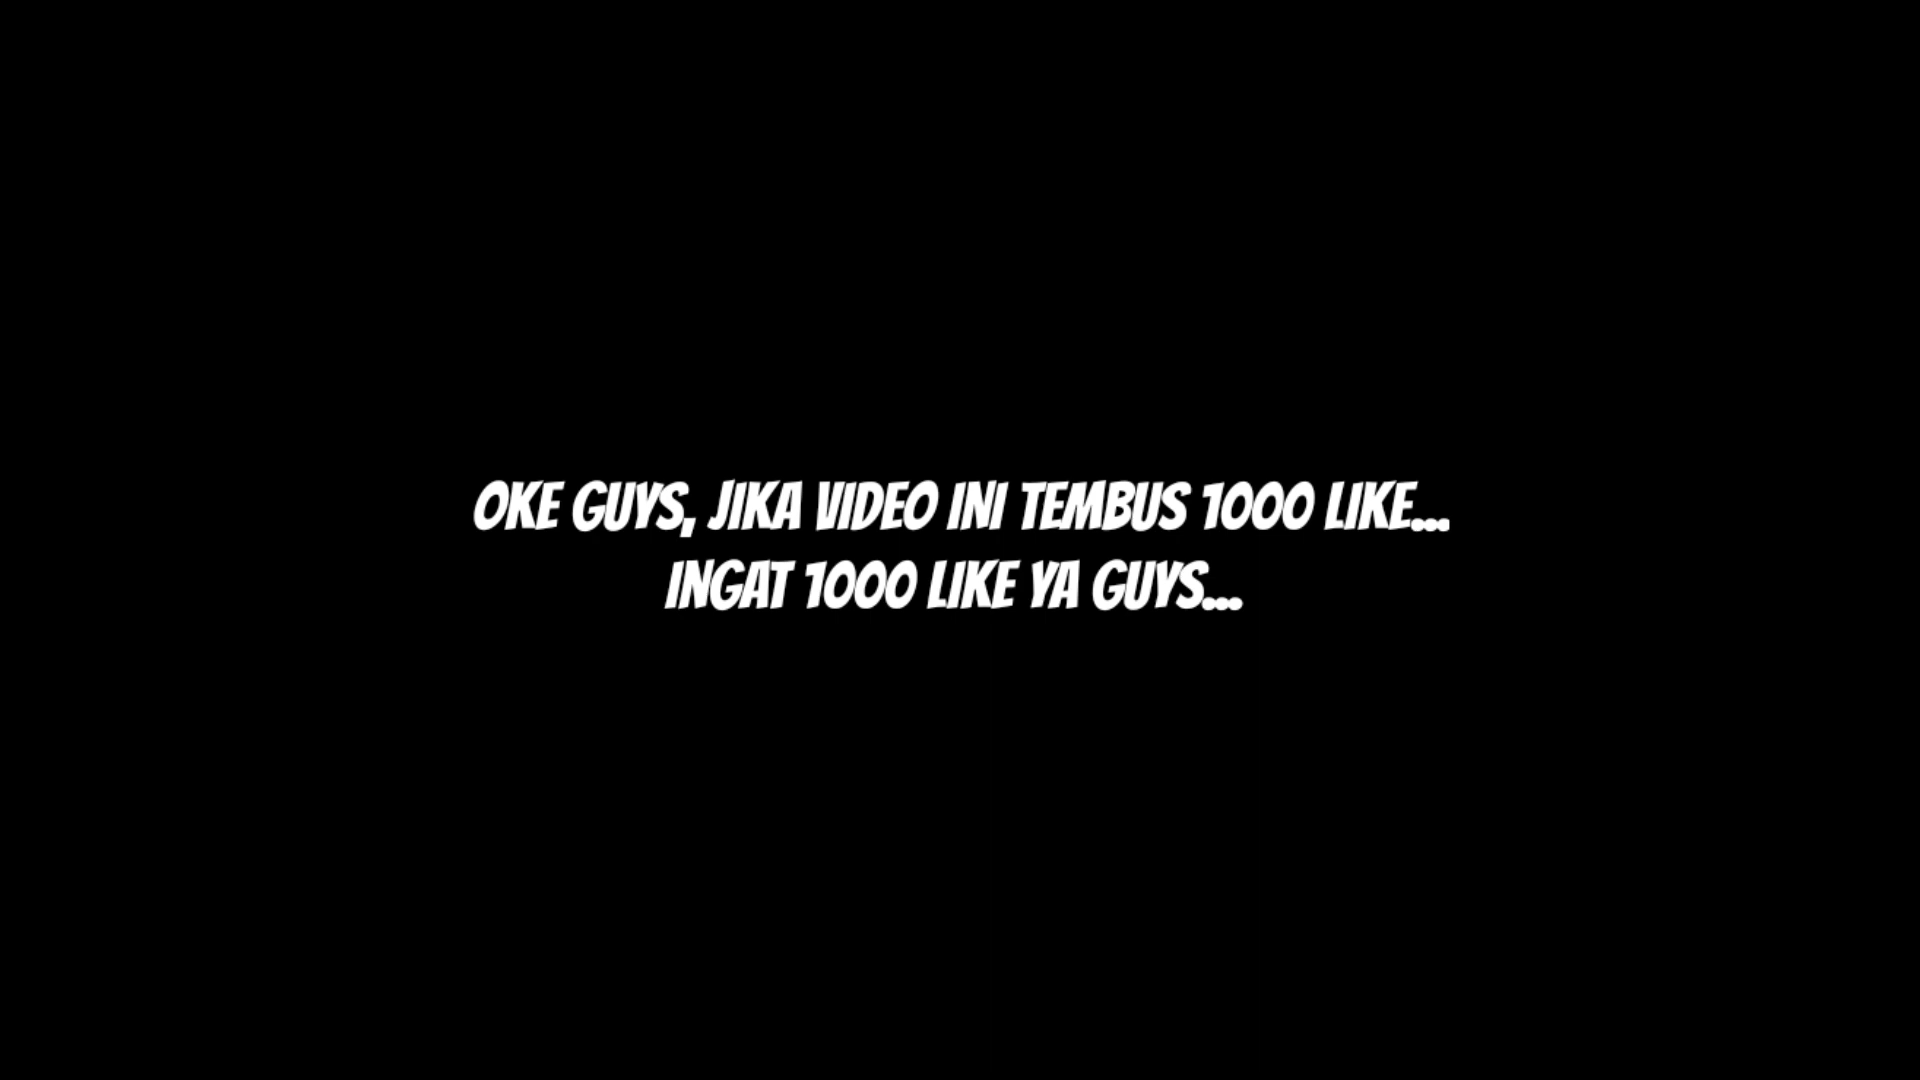 OKE GUYS, JIKA VIDEO INI TEMBUS 1000 LIKE...
INGAT 1000 LIKE YA GUYS...